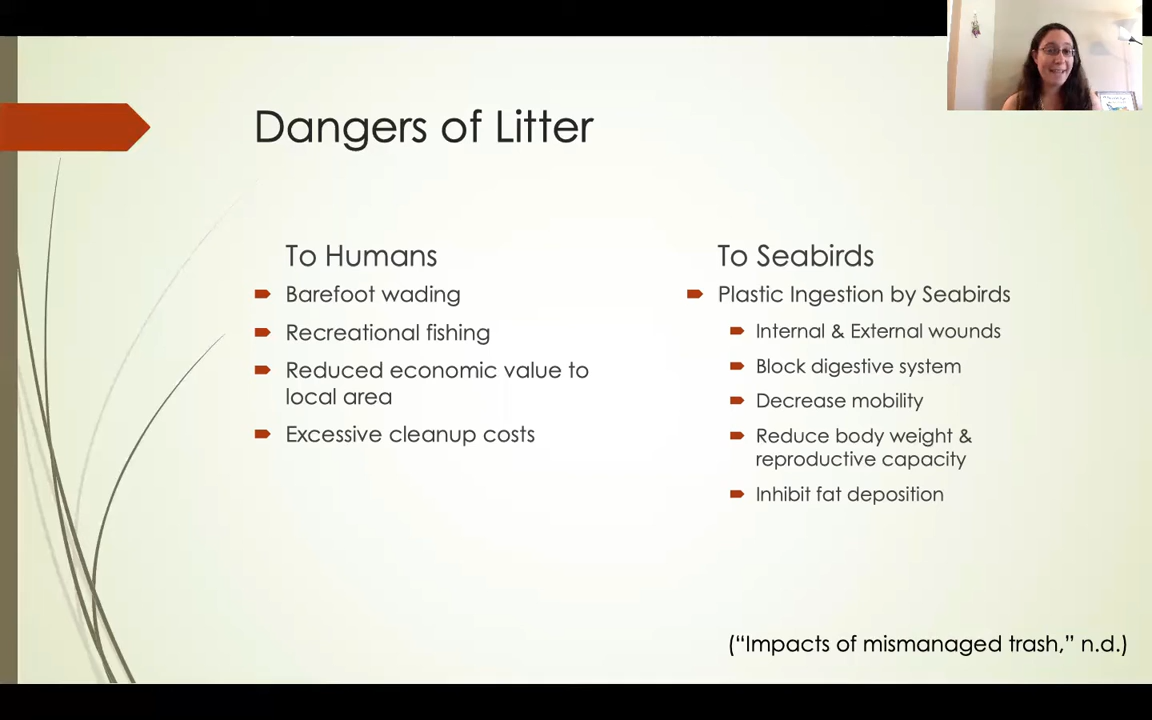 Dangers of Litter
To Humans
Barefoot wading
Recreational fishing
Reduced economic value to
local area
Excessive cleanup costs
To Seabirds
Plastic Ingestion by Seabirds
Internal & External wounds
Block digestive system
Decrease mobility
Reduce body weight &
reproductive capacity
Inhibit fat deposition
(“Impacts of mismanaged trash,” n.d.)